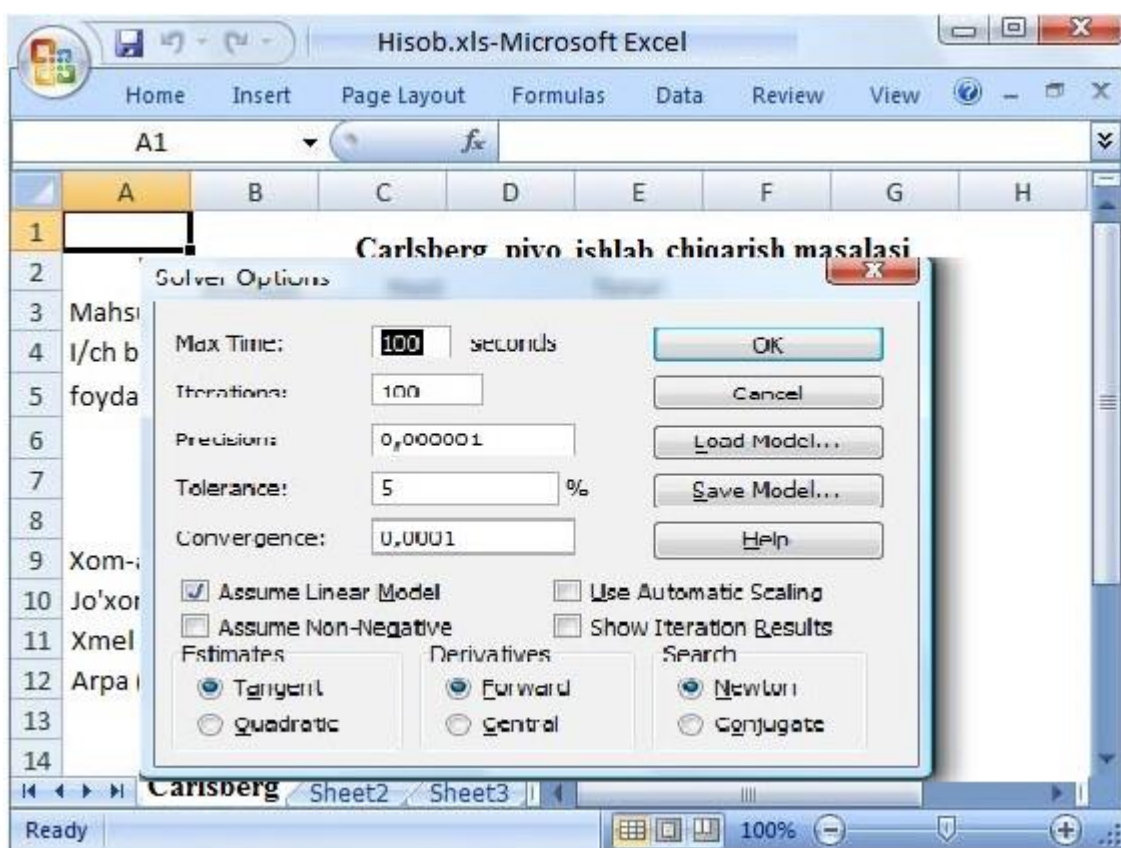 Hisob.xls-Microsoft Excel
Home Insert Page Layout Formulas Data Review View
A1 fx
A B C D E F G H
1
Carlsberg pivo ishlab chiqarish masalasi
2
Solver Options
3 Mahsu
Max Time: 100 seconds OK
4 I/ch b
5 foyda
Iterations: 100 Cancel
6
Precision: 0,000001 Load Model...
7
Tolerance: 5 % Save Model...
8
Convergence: 0,0001 Help
9 Xom-a
10 Jo'xor
Assume Linear Model Use Automatic Scaling
11 Xmel
Assume Non-Negative Show Iteration Results
Estimates Derivatives Search
12 Arpa (
Tangent Forward Newton
13
Quadratic Central Conjugate
14
Carlsberg Sheet2 Sheet3
Ready 100%